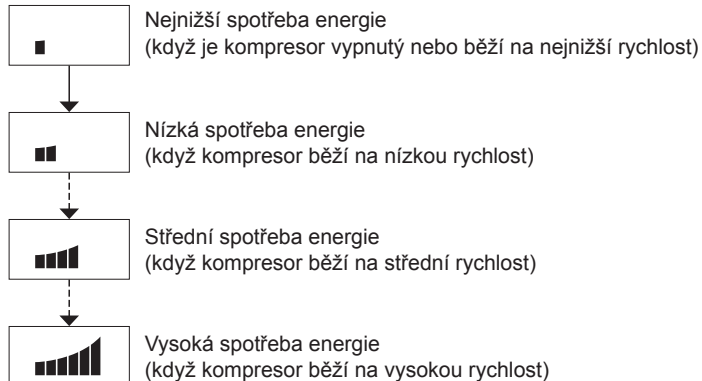 Nejnižší spotřeba energie
(když je kompresor vypnutý nebo běží na nejnižší rychlost)
Nízká spotřeba energie
(když kompresor běží na nízkou rychlost)
Střední spotřeba energie
(když kompresor běží na střední rychlost)
Vysoká spotřeba energie
(když kompresor běží na vysokou rychlost)